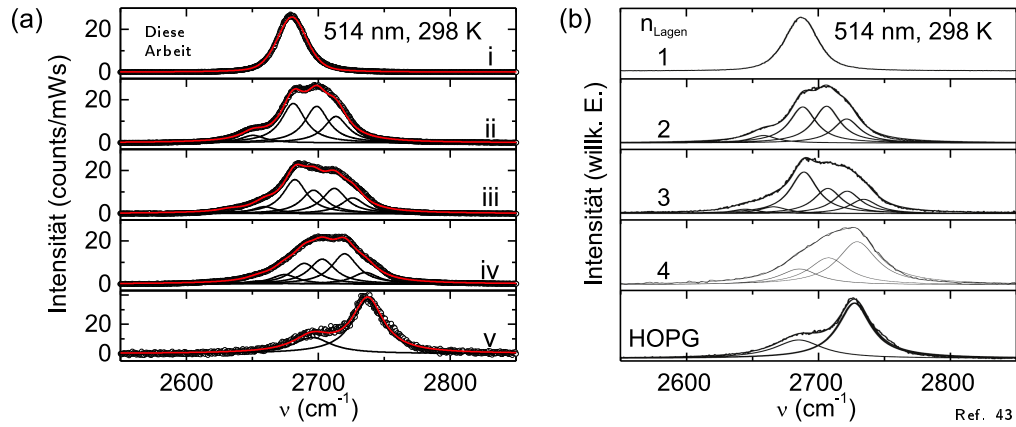 (a)
Diese
Arbeit
514 nm, 298 K
i
ii
iii
iv
v
20
0
20
0
20
0
20
0
20
0
Intensität (counts/mWs)
2600
2700
2800
ν (cm⁻¹)
(b)
n_Lagen
514 nm, 298 K
1
2
3
4
HOPG
Intensität (willk. E.)
2600
2700
2800
ν (cm⁻¹)
Ref. 43